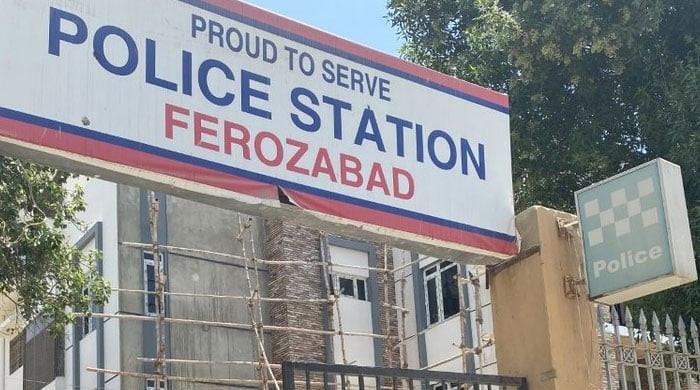 PROUD TO SERVE
POLICE STATION
FEROZABAD
Police